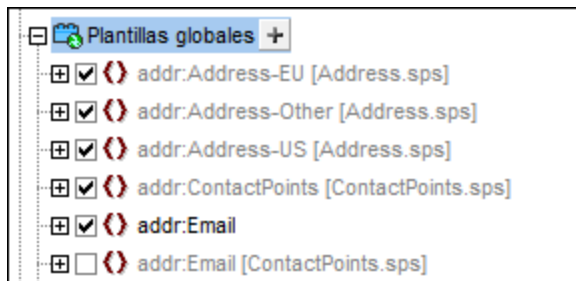 Plantillas globales
addr:Address-EU [Address.sps]
addr:Address-Other [Address.sps]
addr:Address-US [Address.sps]
addr:ContactPoints [ContactPoints.sps]
addr:Email
addr:Email [ContactPoints.sps]